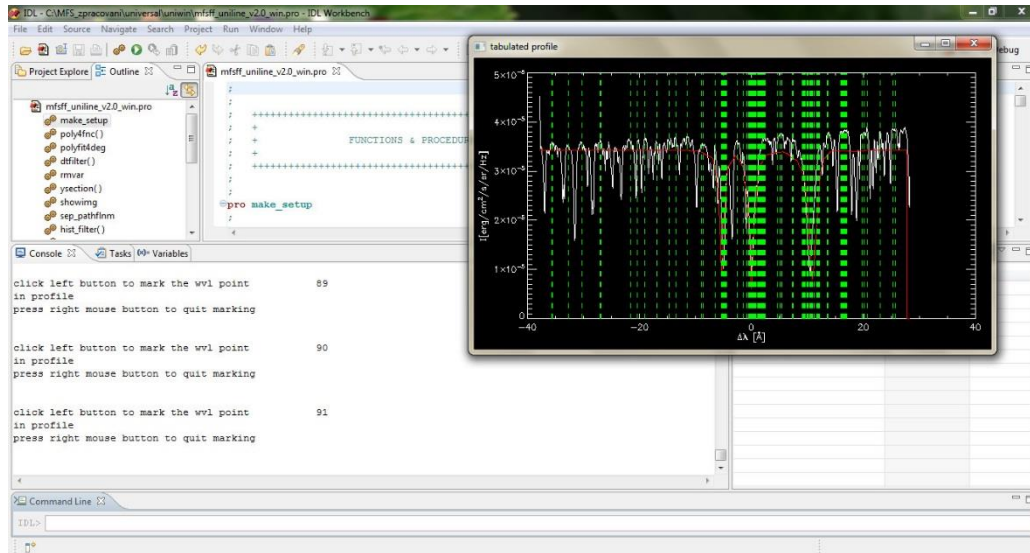 IDL - C:\MFS_zpracovani\universal\uniwin\mfsff_uniline_v2.0_win.pro - IDL Workbench
File Edit Source Navigate Search Project Run Window Help
ebug
Project Explore Outline
mfsff_uniline_v2.0_win.pro
mfsff_uniline_v2.0_win.pro
make_setup
poly4fnc()
polyfit4deg
dtfilter()
rmvar
ysection()
showimg
sep_pathflnm
hist_filter()
;
;
; ++++++++++++++++++++++++++++++++++++
; +
; + FUNCTIONS & PROCEDUR
; +
; ++++++++++++++++++++++++++++++++++++
;
;
pro make_setup
;
tabulated profile
5×10⁻⁵
4×10⁻⁵
3×10⁻⁵
2×10⁻⁵
1×10⁻⁵
0
I[erg/cm²/s/sr/Hz]
-40 -20 0 20 40
Δλ [Å]
Console Tasks Variables
click left button to mark the wvl point 89
in profile
press right mouse button to quit marking
click left button to mark the wvl point 90
in profile
press right mouse button to quit marking
click left button to mark the wvl point 91
in profile
press right mouse button to quit marking
Command Line
IDL>